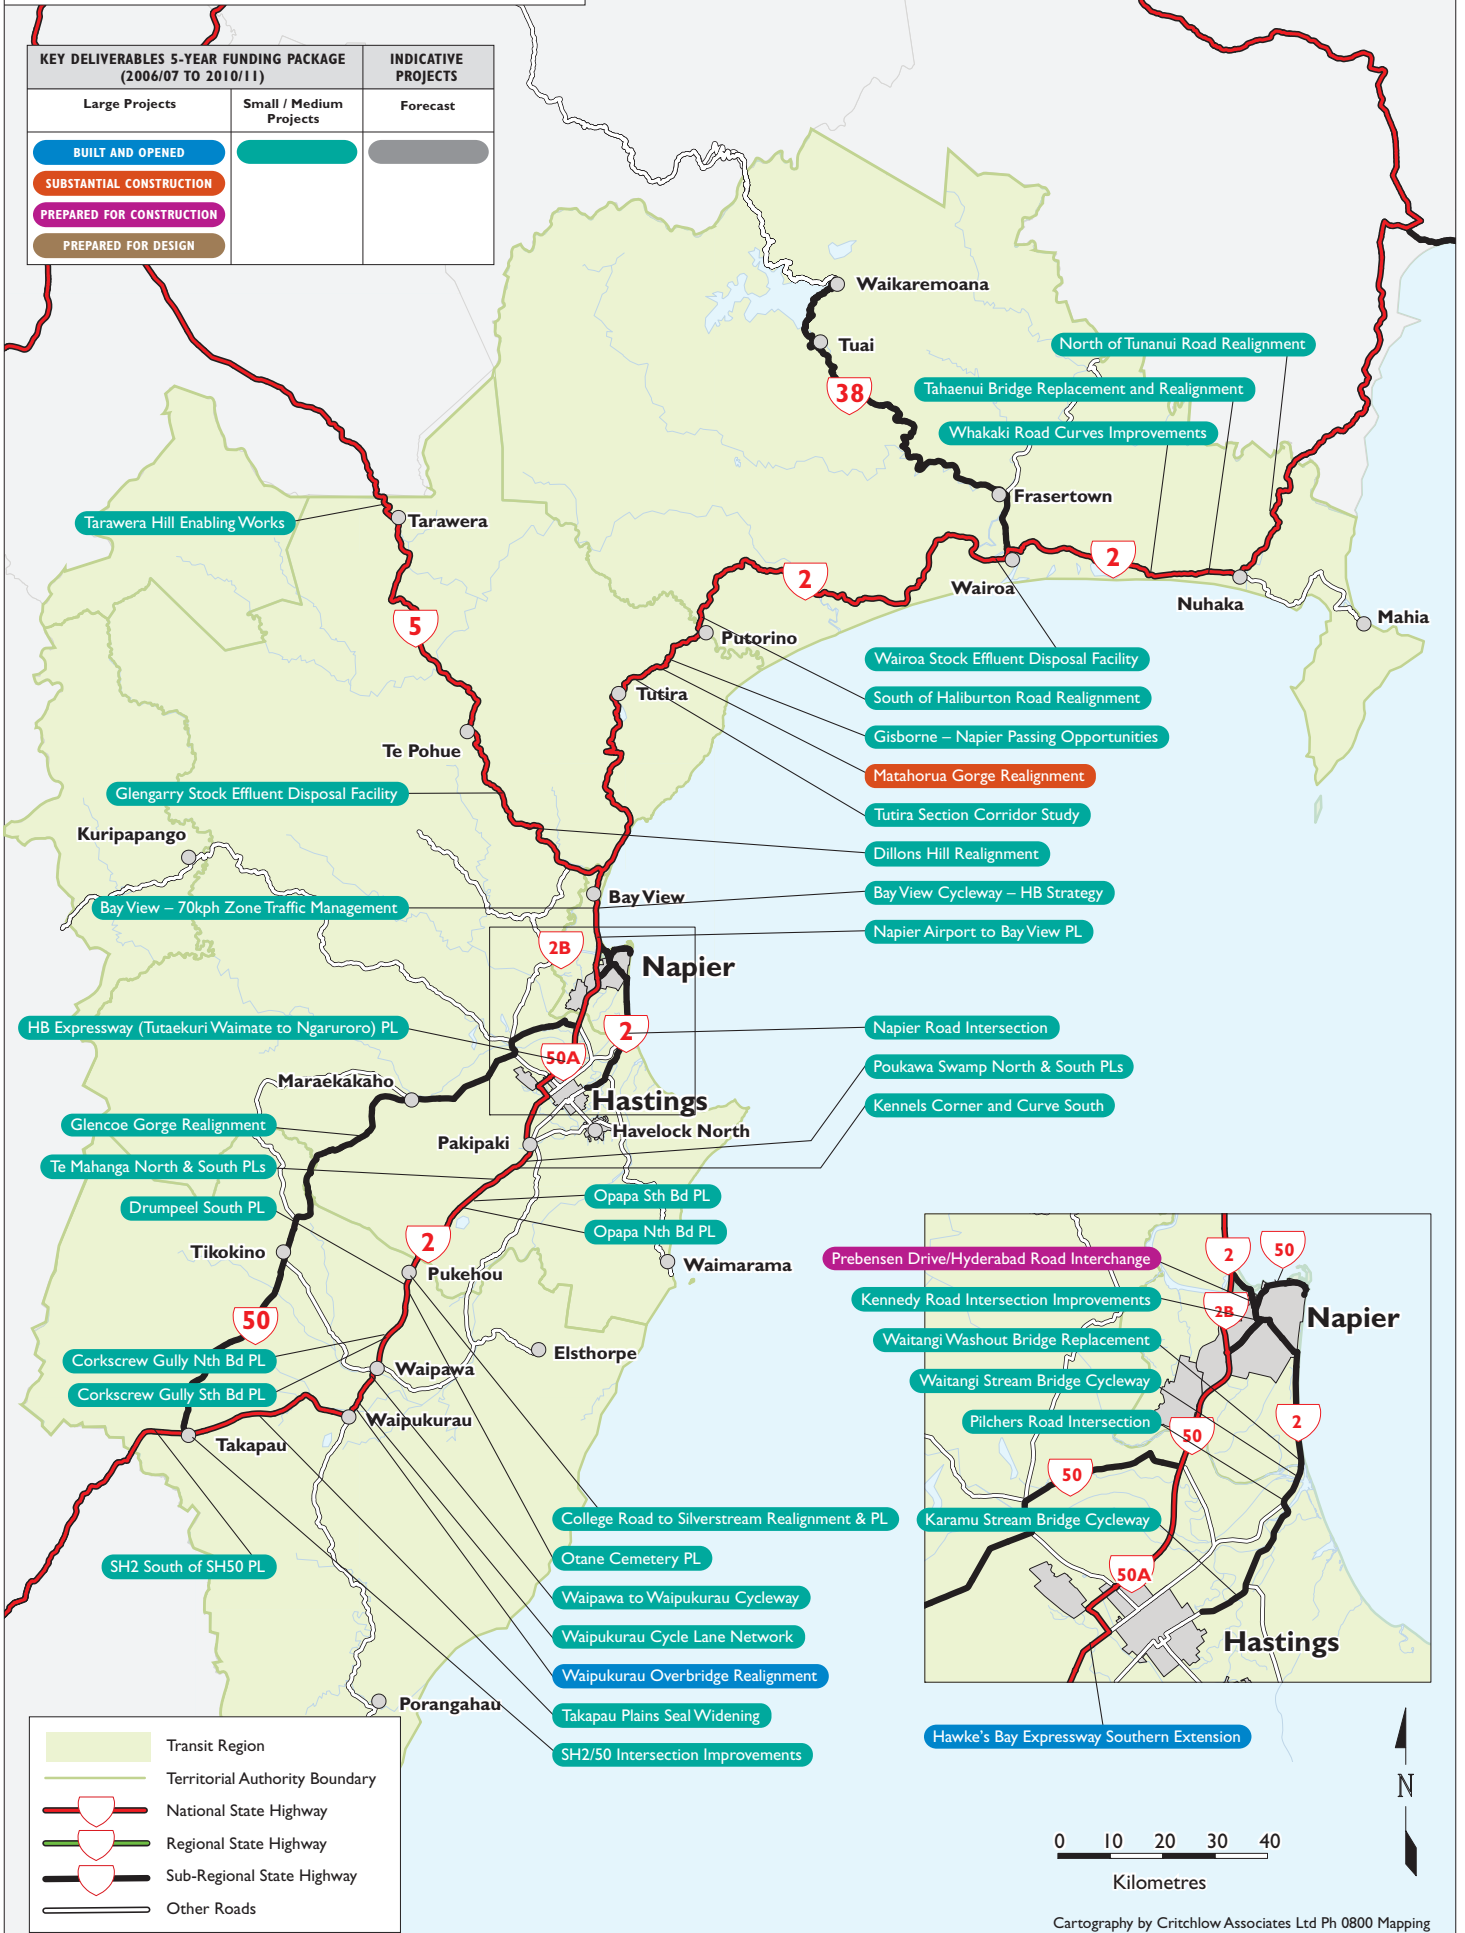 KEY DELIVERABLES 5-YEAR FUNDING PACKAGE
(2006/07 TO 2010/11)
INDICATIVE
PROJECTS
Large Projects
Small / Medium
Projects
Forecast
BUILT AND OPENED
SUBSTANTIAL CONSTRUCTION
PREPARED FOR CONSTRUCTION
PREPARED FOR DESIGN
Waikaremoana
Tuai
North of Tunanui Road Realignment
38
Tahaenui Bridge Replacement and Realignment
Whakaki Road Curves Improvements
Frasertown
Tarawera Hill Enabling Works
Tarawera
2
2
Wairoa
Nuhaka
Mahia
5
Putorino
Wairoa Stock Effluent Disposal Facility
Tutira
South of Haliburton Road Realignment
Gisborne – Napier Passing Opportunities
Te Pohue
Matahorua Gorge Realignment
Glengarry Stock Effluent Disposal Facility
Tutira Section Corridor Study
Kuripapango
Dillons Hill Realignment
Bay View
Bay View Cycleway – HB Strategy
Bay View – 70kph Zone Traffic Management
Napier Airport to Bay View PL
2B
Napier
HB Expressway (Tutaekuri Waimate to Ngaruroro) PL
2
Napier Road Intersection
50A
Poukawa Swamp North & South PLs
Maraekakaho
Hastings
Kennels Corner and Curve South
Glencoe Gorge Realignment
Havelock North
Pakipaki
Te Mahanga North & South PLs
Opapa Sth Bd PL
Drumpeel South PL
Opapa Nth Bd PL
2
Tikokino
Pukehou
Waimarama
Prebensen Drive/Hyderabad Road Interchange
2
50
Kennedy Road Intersection Improvements
2B
Napier
50
Waitangi Washout Bridge Replacement
Elsthorpe
Corkscrew Gully Nth Bd PL
Waipawa
Waitangi Stream Bridge Cycleway
Corkscrew Gully Sth Bd PL
Waipukurau
Pilchers Road Intersection
2
50
Takapau
50
College Road to Silverstream Realignment & PL
Karamu Stream Bridge Cycleway
Otane Cemetery PL
SH2 South of SH50 PL
50A
Waipawa to Waipukurau Cycleway
Waipukurau Cycle Lane Network
Hastings
Waipukurau Overbridge Realignment
Porangahau
Takapau Plains Seal Widening
Hawke's Bay Expressway Southern Extension
SH2/50 Intersection Improvements
Transit Region
Territorial Authority Boundary
National State Highway
Regional State Highway
Sub-Regional State Highway
Other Roads
N
0 10 20 30 40
Kilometres
Cartography by Critchlow Associates Ltd Ph 0800 Mapping